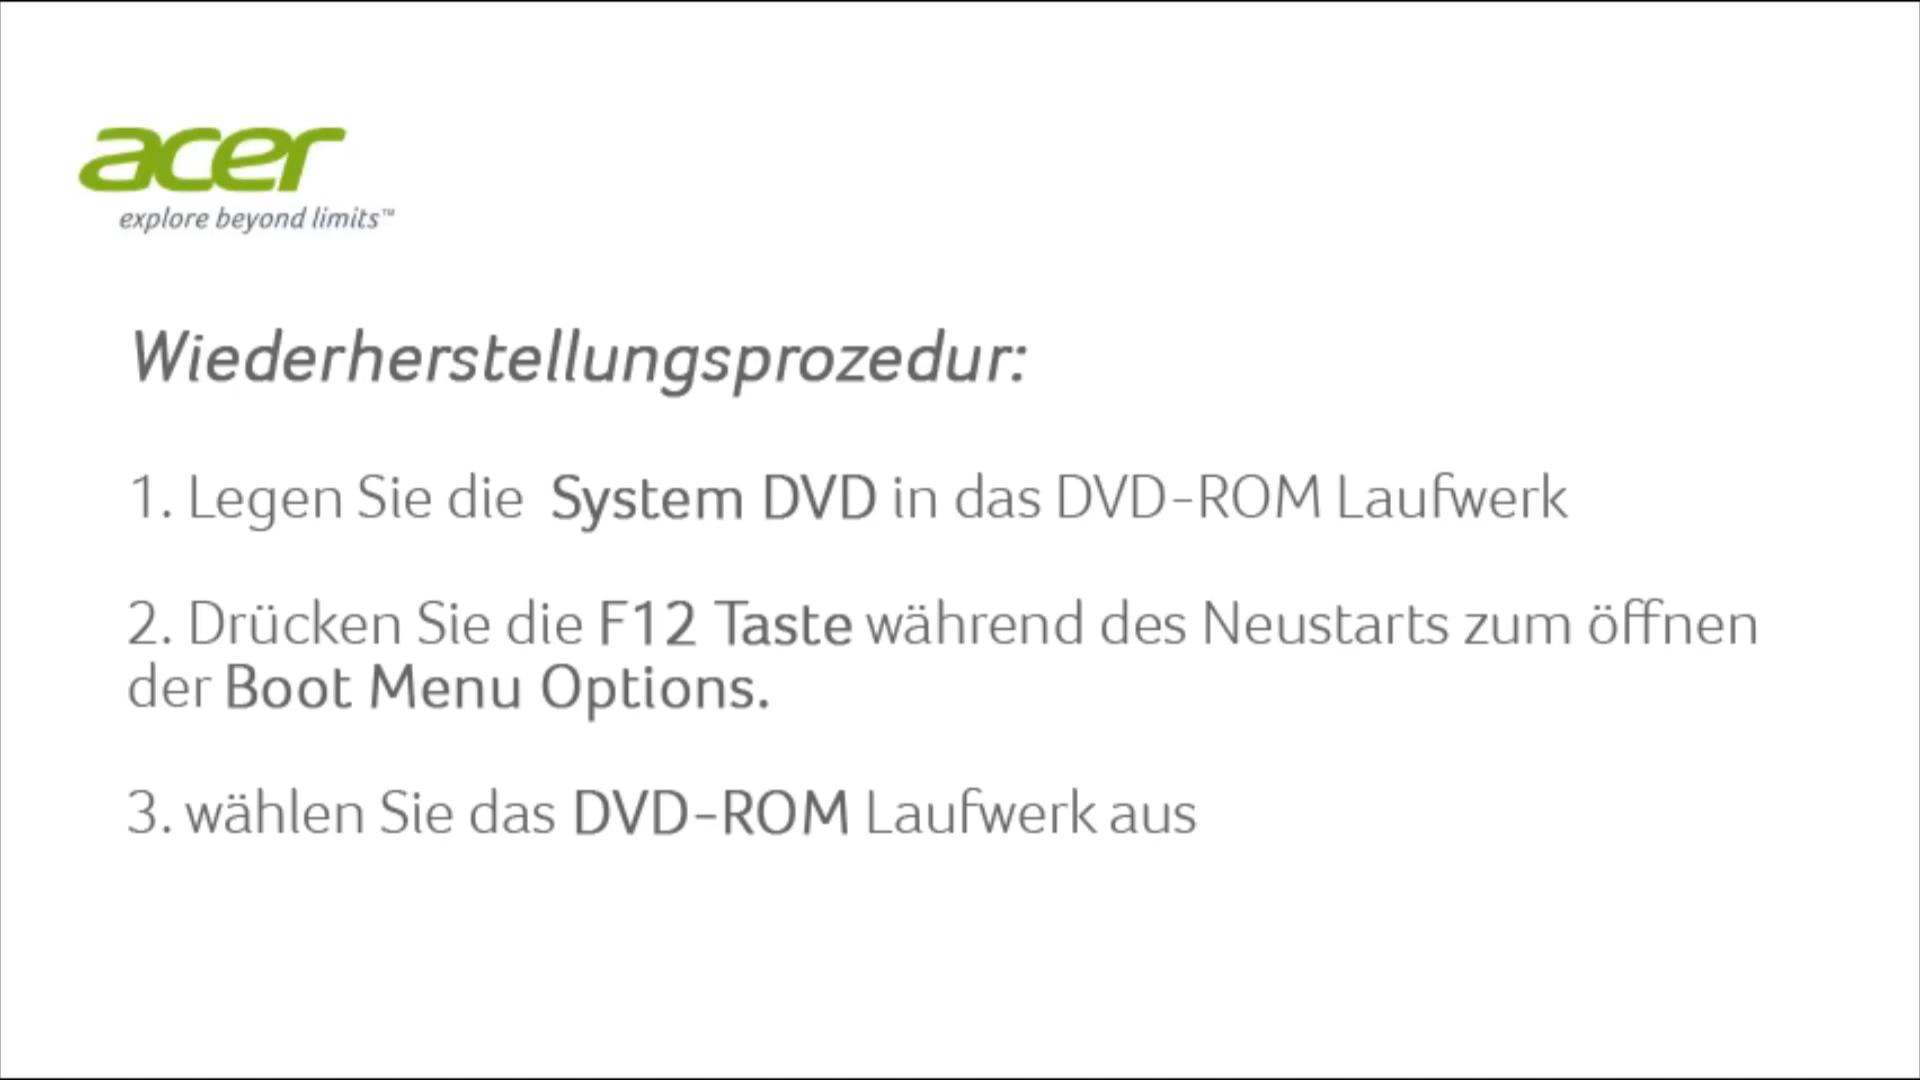 acer
explore beyond limits™
Wiederherstellungsprozedur:
1. Legen Sie die System DVD in das DVD-ROM Laufwerk
2. Drücken Sie die F12 Taste während des Neustarts zum öffnen
der Boot Menu Options.
3. wählen Sie das DVD-ROM Laufwerk aus